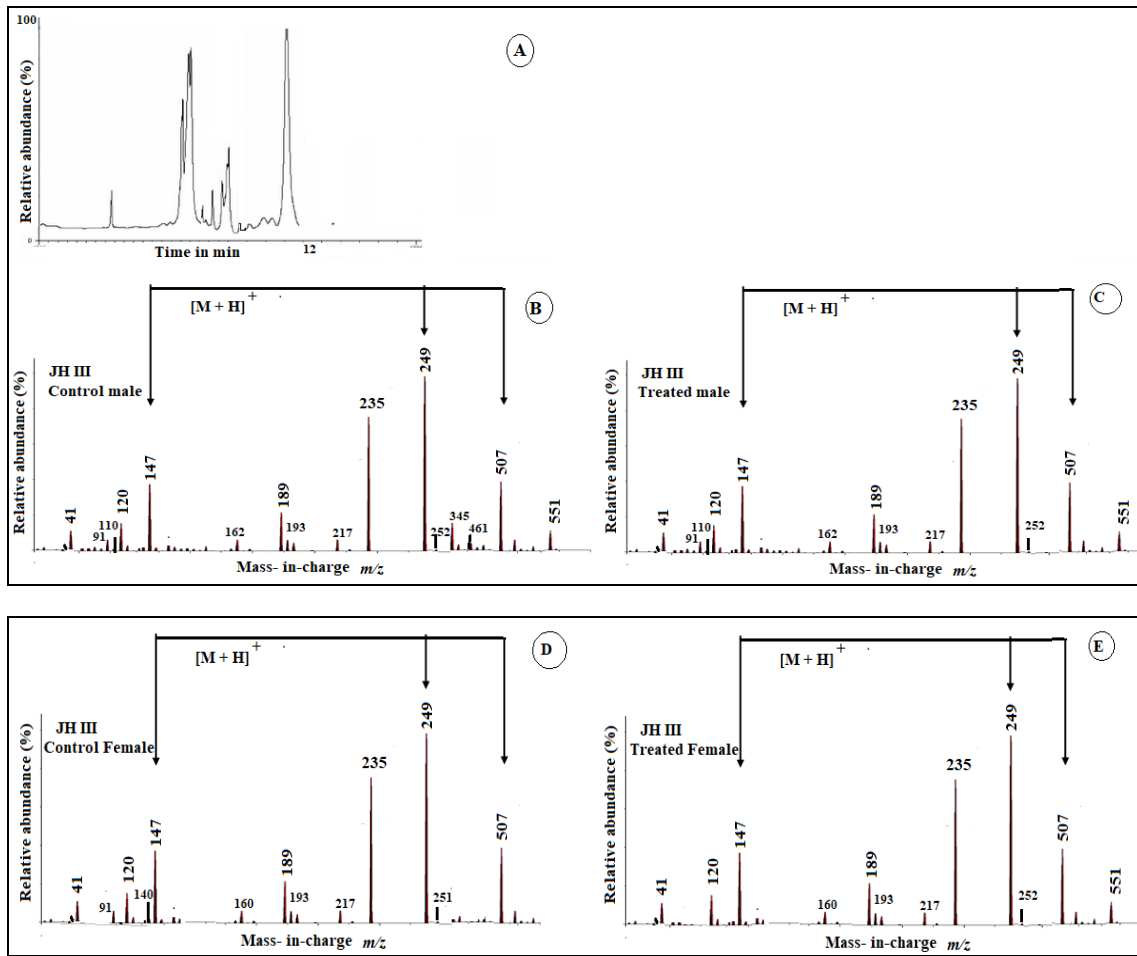 100
A
Relative abundance (%)
0
Time in min
12
[M + H]+
B
JH III
Control male
Relative abundance (%)
41
91
110
120
147
162
189
193
217
235
249
252
345
461
507
551
Mass- in-charge m/z
[M + H]+
C
JH III
Treated male
Relative abundance (%)
41
91
110
120
147
162
189
193
217
235
249
252
507
551
Mass- in-charge m/z
[M + H]+
D
JH III
Control Female
Relative abundance (%)
41
91
120
140
147
160
189
193
217
235
249
251
507
Mass- in-charge m/z
[M + H]+
E
JH III
Treated Female
Relative abundance (%)
41
120
147
160
189
193
217
235
249
252
507
551
Mass- in-charge m/z